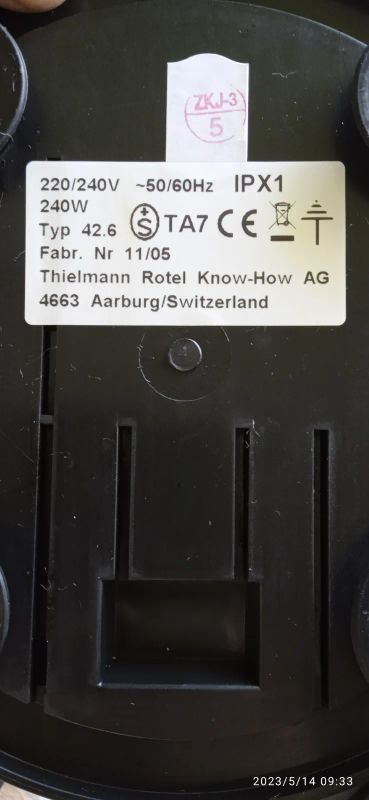 ZKJ-3
5
220/240V ~50/60Hz IPX1
240W
Typ 42.6 S TA7 CE
Fabr. Nr 11/05
Thielmann Rotel Know-How AG
4663 Aarburg/Switzerland
2023/5/14 09:33